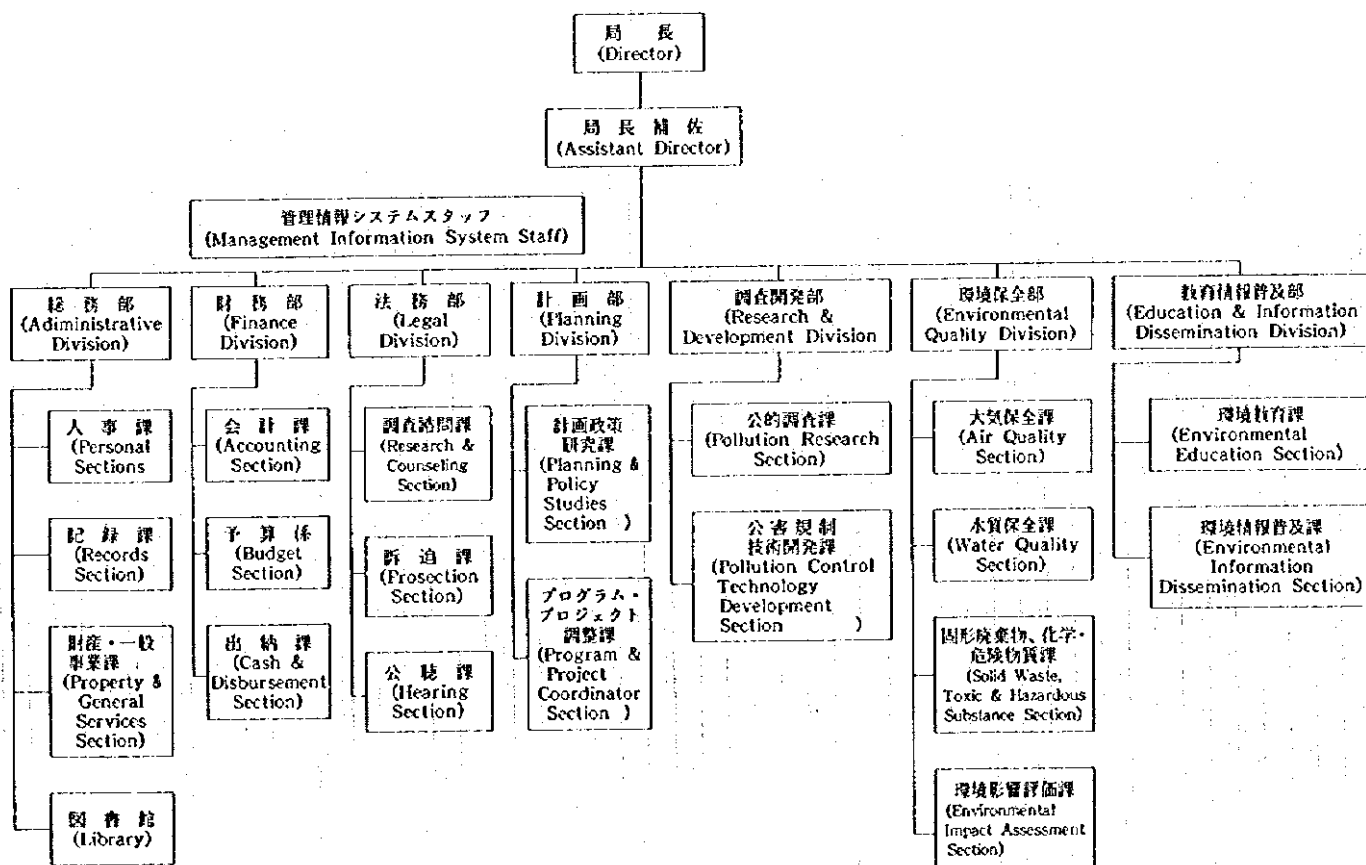 局長
(Director)
局長補佐
(Assistant Director)
管理情報システムスタッフ
(Management Information System Staff)
総務部
(Adiministrative
Division)
財務部
(Finance
Division)
法務部
(Legal
Division)
計画部
(Planning
Division)
調査開発部
(Research &
Development Division
環境保全部
(Environmental
Quality Division)
教育情報普及部
(Education & Information
Dissemination Division)
人事課
(Personal
Sections
記録課
(Records
Section)
財産・一般
事業課
(Property &
General
Services
Section)
図書館
(Library)
会計課
(Accounting
Section)
予算係
(Budget
Section)
出納課
(Cash &
Disbursement
Section)
調査諮問課
(Research &
Counseling
Section)
訴追課
(Prosection
Section)
公聴課
(Hearing
Section)
計画政策
研究課
(Planning &
Policy
Studies
Section )
プログラム・
プロジェクト
調整課
(Program &
Project
Coordinator
Section )
公的調査課
(Pollution Research
Section)
公害規制
技術開発課
(Pollution Control
Technology
Development
Section )
大気保全課
(Air Quality
Section)
水質保全課
(Water Quality
Section)
固形廃棄物、化学・
危険物質課
(Solid Waste,
Toxic & Hazardous
Substance Section)
環境影響評価課
(Environmental
Impact Assessment
Section)
環境教育課
(Environmental
Education Section)
環境情報普及課
(Environmental
Information
Dissemination Section)